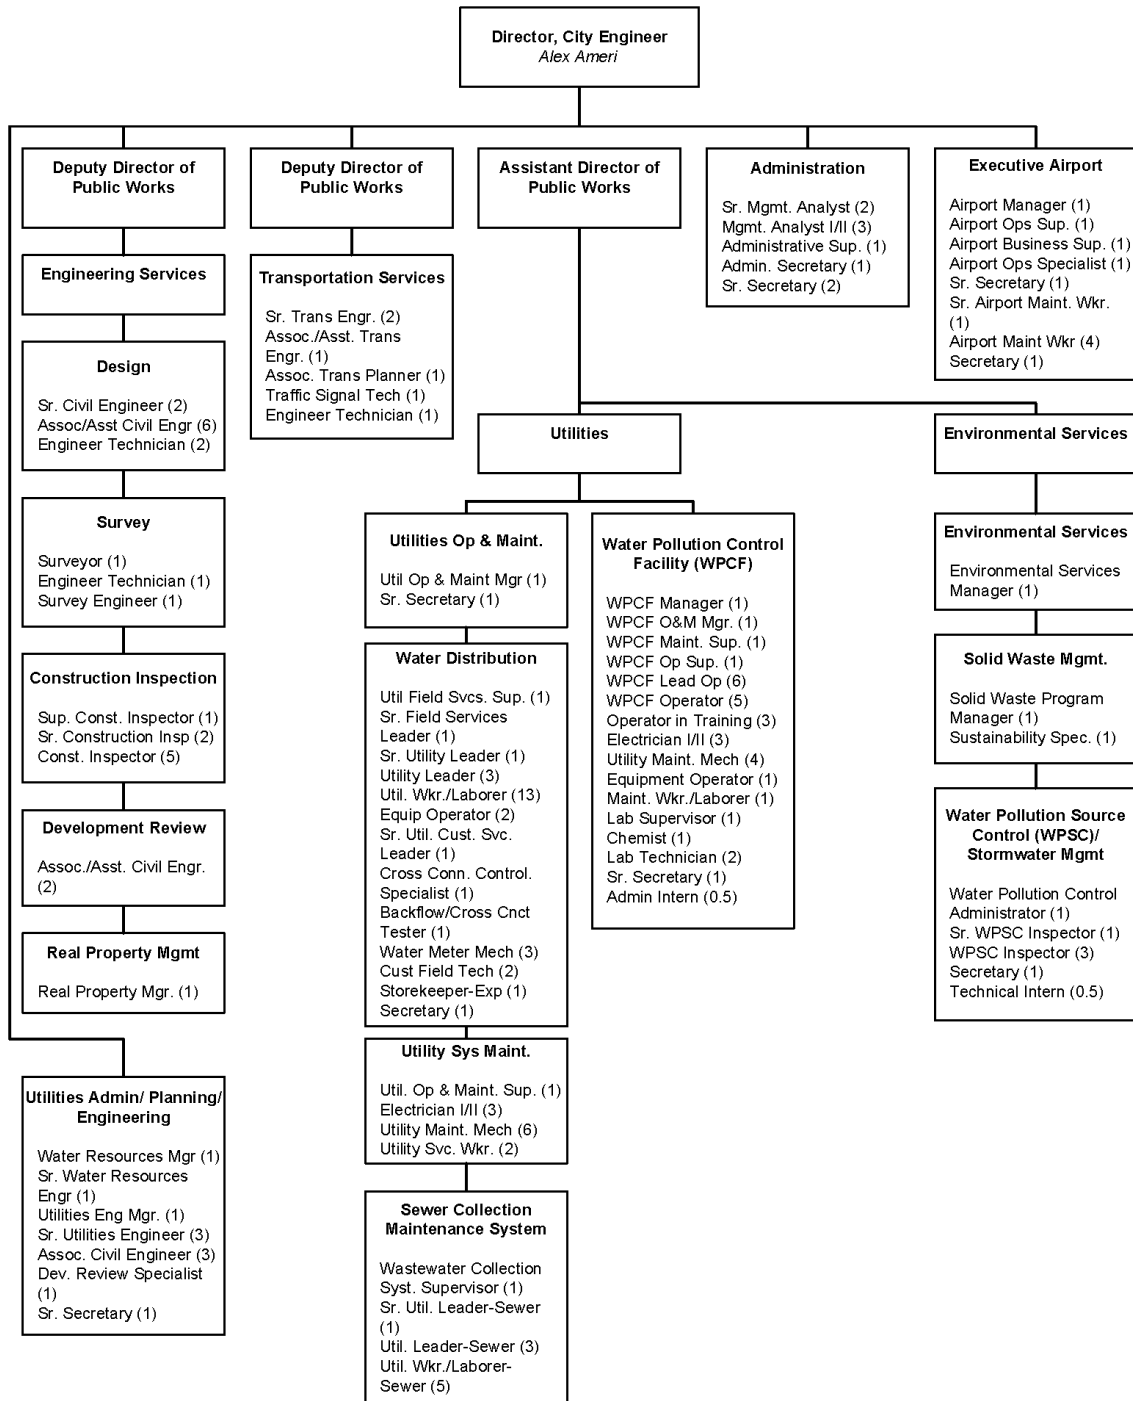 Director, City Engineer
Alex Ameri
Deputy Director of
Public Works
Engineering Services
Design
Sr. Civil Engineer (2)
Assoc/Asst Civil Engr (6)
Engineer Technician (2)
Survey
Surveyor (1)
Engineer Technician (1)
Survey Engineer (1)
Construction Inspection
Sup. Const. Inspector (1)
Sr. Construction Insp (2)
Const. Inspector (5)
Development Review
Assoc./Asst. Civil Engr.
(2)
Real Property Mgmt
Real Property Mgr. (1)
Utilities Admin/ Planning/
Engineering
Water Resources Mgr (1)
Sr. Water Resources
Engr (1)
Utilities Eng Mgr. (1)
Sr. Utilities Engineer (3)
Assoc. Civil Engineer (3)
Dev. Review Specialist
(1)
Sr. Secretary (1)
Deputy Director of
Public Works
Transportation Services
Sr. Trans Engr. (2)
Assoc./Asst. Trans
Engr. (1)
Assoc. Trans Planner (1)
Traffic Signal Tech (1)
Engineer Technician (1)
Assistant Director of
Public Works
Utilities
Utilities Op & Maint.
Util Op & Maint Mgr (1)
Sr. Secretary (1)
Water Distribution
Util Field Svcs. Sup. (1)
Sr. Field Services
Leader (1)
Sr. Utility Leader (1)
Utility Leader (3)
Util. Wkr./Laborer (13)
Equip Operator (2)
Sr. Util. Cust. Svc.
Leader (1)
Cross Conn. Control.
Specialist (1)
Backflow/Cross Cnct
Tester (1)
Water Meter Mech (3)
Cust Field Tech (2)
Storekeeper-Exp (1)
Secretary (1)
Utility Sys Maint.
Util. Op & Maint. Sup. (1)
Electrician I/II (3)
Utility Maint. Mech (6)
Utility Svc. Wkr. (2)
Sewer Collection
Maintenance System
Wastewater Collection
Syst. Supervisor (1)
Sr. Util. Leader-Sewer
(1)
Util. Leader-Sewer (3)
Util. Wkr./Laborer-
Sewer (5)
Water Pollution Control
Facility (WPCF)
WPCF Manager (1)
WPCF O&M Mgr. (1)
WPCF Maint. Sup. (1)
WPCF Op Sup. (1)
WPCF Lead Op (6)
WPCF Operator (5)
Operator in Training (3)
Electrician I/II (3)
Utility Maint. Mech (4)
Equipment Operator (1)
Maint. Wkr./Laborer (1)
Lab Supervisor (1)
Chemist (1)
Lab Technician (2)
Sr. Secretary (1)
Admin Intern (0.5)
Administration
Sr. Mgmt. Analyst (2)
Mgmt. Analyst I/II (3)
Administrative Sup. (1)
Admin. Secretary (1)
Sr. Secretary (2)
Executive Airport
Airport Manager (1)
Airport Ops Sup. (1)
Airport Business Sup. (1)
Airport Ops Specialist (1)
Sr. Secretary (1)
Sr. Airport Maint. Wkr.
(1)
Airport Maint Wkr (4)
Secretary (1)
Environmental Services
Environmental Services
Environmental Services
Manager (1)
Solid Waste Mgmt.
Solid Waste Program
Manager (1)
Sustainability Spec. (1)
Water Pollution Source
Control (WPSC)/
Stormwater Mgmt
Water Pollution Control
Administrator (1)
Sr. WPSC Inspector (1)
WPSC Inspector (3)
Secretary (1)
Technical Intern (0.5)